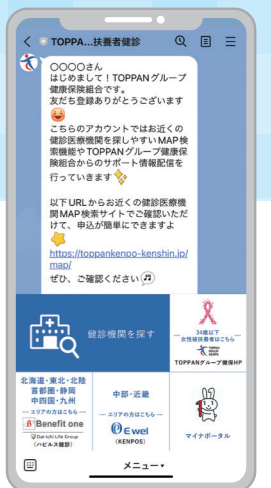 TOPPA...扶養者健診
〇〇〇〇さん
はじめまして！TOPPANグループ
健康保険組合です。
友だち登録ありがとうございます
こちらのアカウントではお近く
の健診医療機関を探しやすいMAP検
索機能やTOPPANグループ健康保
険組合からのサポート情報配信を
行っていきます
以下URLからお近くの健診医療機
関MAP検索サイトでご確認いただ
けて、申込が簡単にできますよ
https://toppankenpo-kenshin.jp/
map/
ぜひ、ご確認ください
健診機関を探す
34歳以下
女性被扶養者はこちら
TOPPANグループ健保HP
北海道・東北・北陸
首都圏・静岡
中四国・九州
エリアの方はこちら
Benefit one
Dai-ichi Life Group
(ハピルス健診)
中部・近畿
エリアの方はこちら
Ewel
(KENPOS)
マイナポータル
メニュー▼